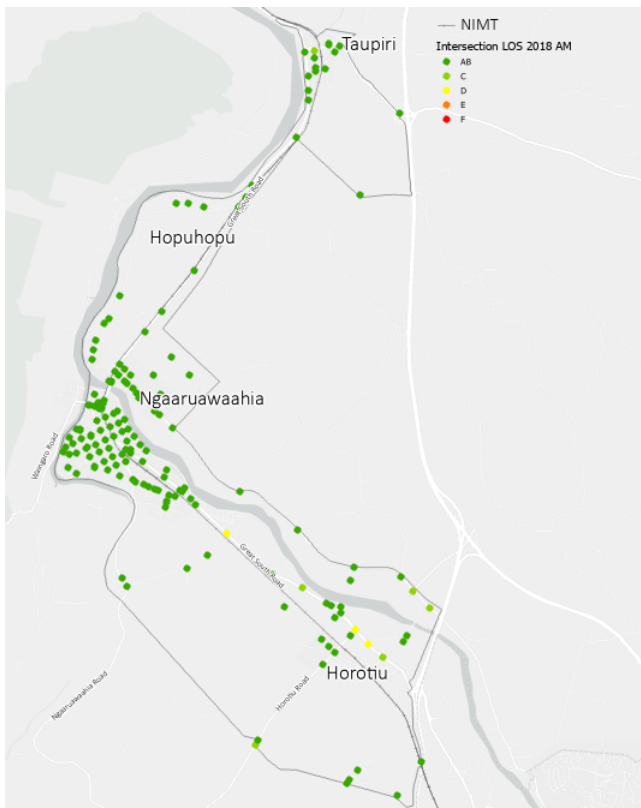 Taupiri
NIMT
Intersection LOS 2018 AM
AB
C
D
E
F
Great South Road
Hopuhopu
Ngaaruawaahia
Waingaro Road
Great South Road
Horotiu
Ngaaruawaahia Road
Horotiu Road